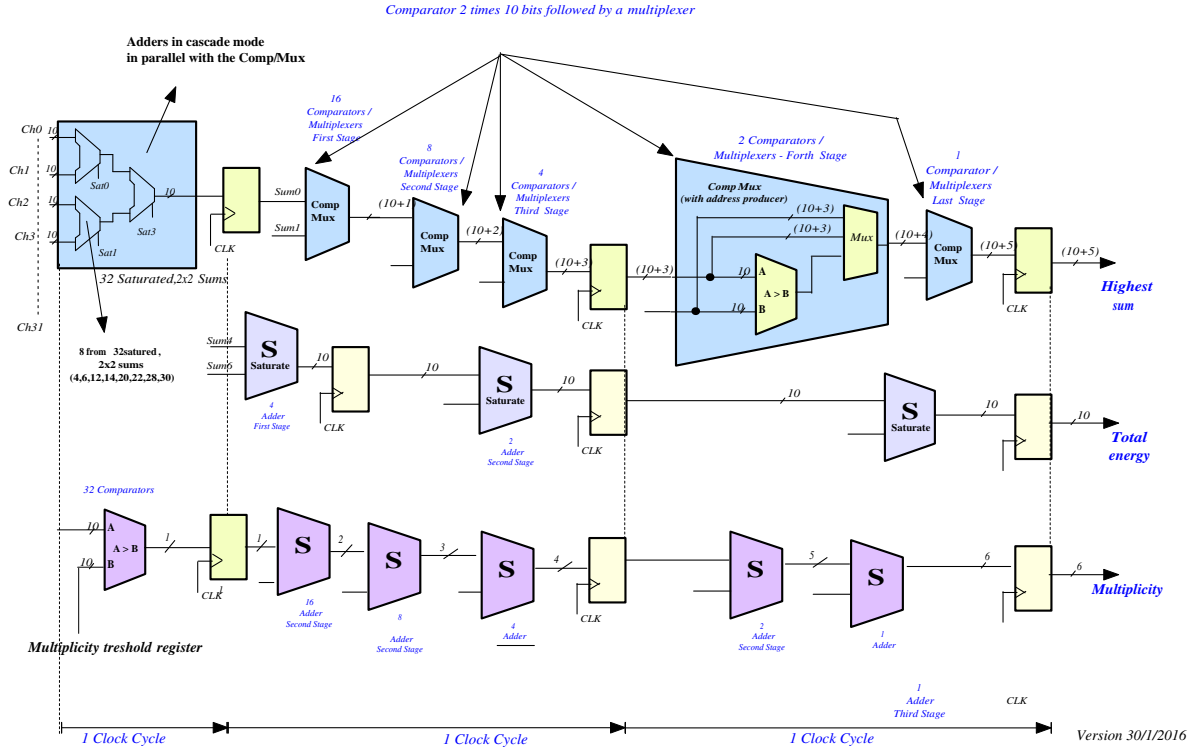 Comparator 2 times 10 bits followed by a multiplexer
Adders in cascade mode
in parallel with the Comp/Mux
Ch0
10
Ch1
10
Ch2
10
Ch3
10
Ch31
Sat0
Sat1
Sat3
10
32 Saturated,2x2 Sums
8 from 32satured ,
2x2 sums
(4,6,12,14,20,22,28,30)
CLK
Sum0
Sum1
16
Comparators /
Multiplexers
First Stage
Comp
Mux
(10+1)
8
Comparators /
Multiplexers
Second Stage
Comp
Mux
(10+2)
4
Comparators /
Multiplexers
Third Stage
Comp
Mux
(10+3)
CLK
(10+3)
2 Comparators /
Multiplexers - Forth Stage
Comp Mux
(with address producer)
(10+3)
(10+3)
Mux
10
A
A > B
10
B
(10+4)
1
Comparator /
Multiplexers
Last Stage
Comp
Mux
(10+5)
CLK
(10+5)
Highest
sum
Sum4
Sum6
S
Saturate
4
Adder
First Stage
10
CLK
10
S
Saturate
2
Adder
Second Stage
10
CLK
10
S
Saturate
10
10
Total
energy
32 Comparators
10
A
A > B
10
B
1
Multiplicity treshold register
CLK
1
1
S
16
Adder
Second Stage
2
S
8
Adder
Second Stage
3
S
4
Adder
4
CLK
S
2
Adder
Second Stage
5
S
1
Adder
6
6
Multiplicity
1
Adder
Third Stage
CLK
1 Clock Cycle
1 Clock Cycle
1 Clock Cycle
Version 30/1/2016